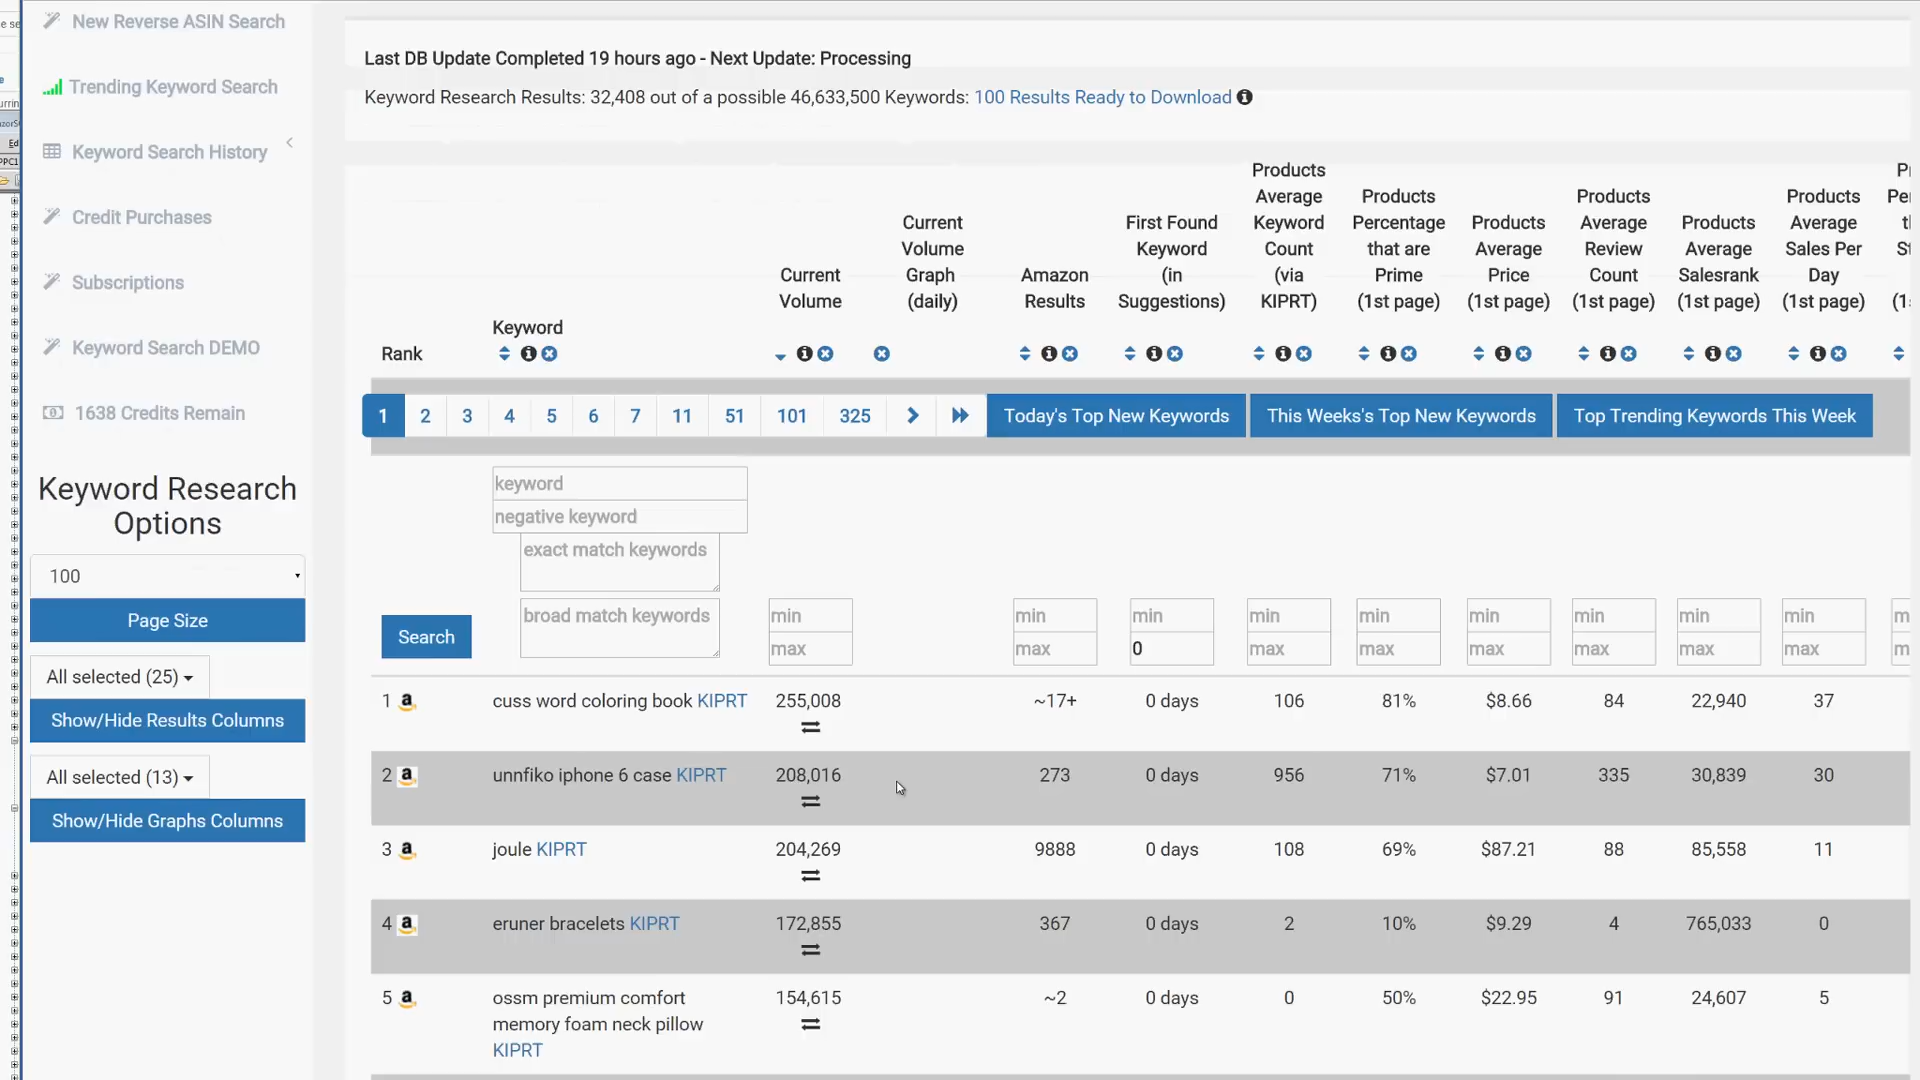 New Reverse ASIN Search
Trending Keyword Search
Keyword Search History
Credit Purchases
Subscriptions
Keyword Search DEMO
1638 Credits Remain
Keyword Research
Options
100
Page Size
All selected (25)
Show/Hide Results Columns
All selected (13)
Show/Hide Graphs Columns
Last DB Update Completed 19 hours ago - Next Update: Processing
Keyword Research Results: 32,408 out of a possible 46,633,500 Keywords: 100 Results Ready to Download
Rank
Keyword
Current
Volume
Current
Volume
Graph
(daily)
Amazon
Results
First Found
Keyword
(in
Suggestions)
Products
Average
Keyword
Count
(via
KIPRT)
Products
Percentage
that are
Prime
(1st page)
Products
Average
Price
(1st page)
Products
Average
Review
Count
(1st page)
Products
Average
Salesrank
(1st page)
Products
Average
Sales Per
Day
(1st page)
1 2 3 4 5 6 7 11 51 101 325 Today's Top New Keywords This Weeks's Top New Keywords Top Trending Keywords This Week
keyword
negative keyword
exact match keywords
broad match keywords
Search
min min min min min min min min min
max max 0 max max max max max max
1 cuss word coloring book KIPRT 255,008 ~17+ 0 days 106 81% $8.66 84 22,940 37
2 unnfiko iphone 6 case KIPRT 208,016 273 0 days 956 71% $7.01 335 30,839 30
3 joule KIPRT 204,269 9888 0 days 108 69% $87.21 88 85,558 11
4 eruner bracelets KIPRT 172,855 367 0 days 2 10% $9.29 4 765,033 0
5 ossm premium comfort 154,615 ~2 0 days 0 50% $22.95 91 24,607 5
memory foam neck pillow
KIPRT